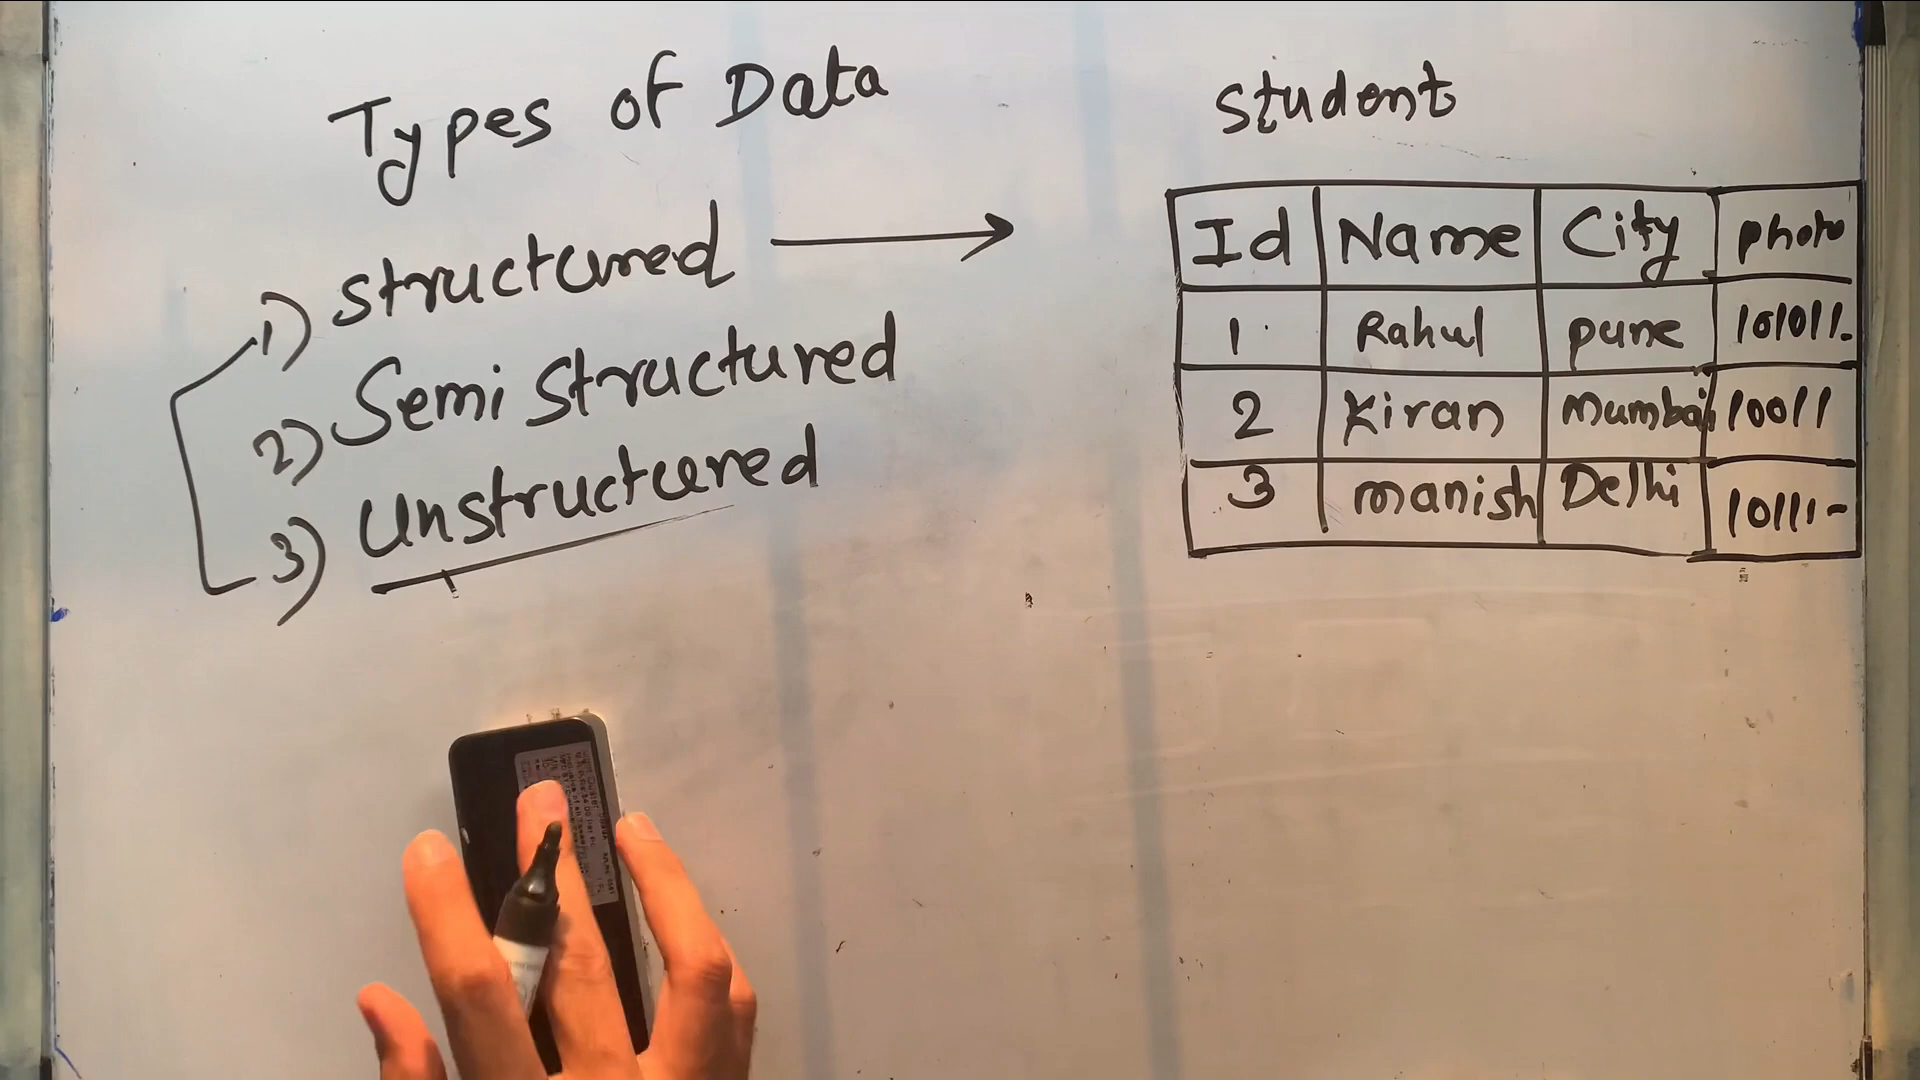 Types of Data
1) Structured
2) Semi Structured
3) Unstructured
Student
Id Name City photo
1 Rahul pune 101011-
2 Kiran Mumbai 10011
3 manish Delhi 10111-